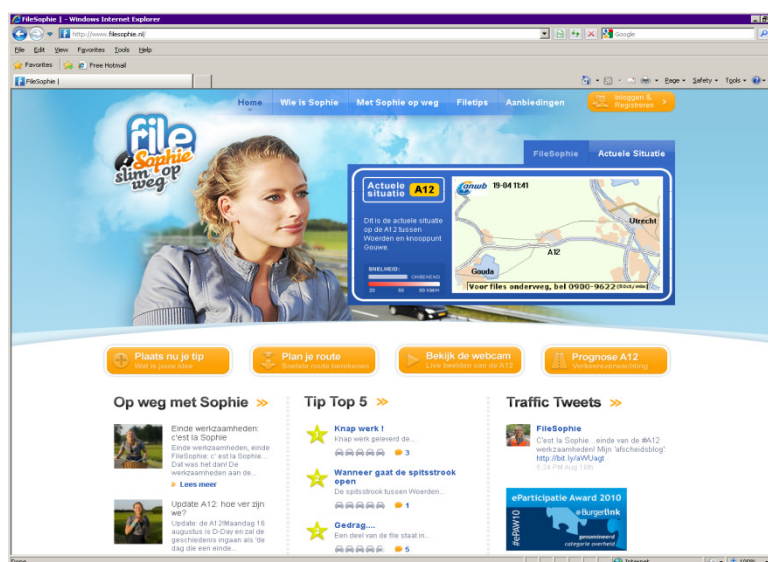 FileSophie | - Windows Internet Explorer
http://www.filesophie.nl/
Google
File Edit View Favorites Tools Help
Favorites
Free Hotmail
FileSophie |
Page
Safety
Tools
Home
Wie is Sophie
Met Sophie op weg
Filetips
Aanbiedingen
Inloggen &
Registreren
file
Sophie
slim op
weg
FileSophie
Actuele Situatie
Actuele
situatie
A12
Dit is de actuele situatie
op de A12 tussen
Woerden en knooppunt
Gouwe.
SNELHEID:
ONBEKEND
anwb 19-04 11:41
Utrecht
A12
Gouda
Voor files onderweg, bel 0900-9622
Plaats nu je tip
Wat is jouw idee
Plan je route
Snelste route berekenen
Bekijk de webcam
Live beelden van de A12
Prognose A12
Verkeersverwachting
Op weg met Sophie »
Einde werkzaamheden:
c'est la Sophie
Einde werkzaamheden, einde
FileSophie: c' est la Sophie...
Dat was het dan! De
werkzaamheden aan de...
» Lees meer
Update A12: hoe ver zijn
we?
Update: de A12!Maandag 16
augustus is D-Day en zal de
geschiedenis ingaan als 'de
dag die een einde...
Tip Top 5 »
1
Knap werk !
Knap werk geleverd de...
3
2
Wanneer gaat de spitsstrook
open
De spitsstrook tussen Woerden...
1
Gedrag....
Een deel van de file staat in...
5
Traffic Tweets »
FileSophie
C'est la Sophie...einde van de #A12
werkzaamheden! Mijn 'afscheidsblog':
http://bit.ly/aWUagt
5:34 PM Aug 16th
eParticipatie Award 2010
#ePAW10
eBurgerlink
genomineerd
categorie overheid
Done
Internet
100%